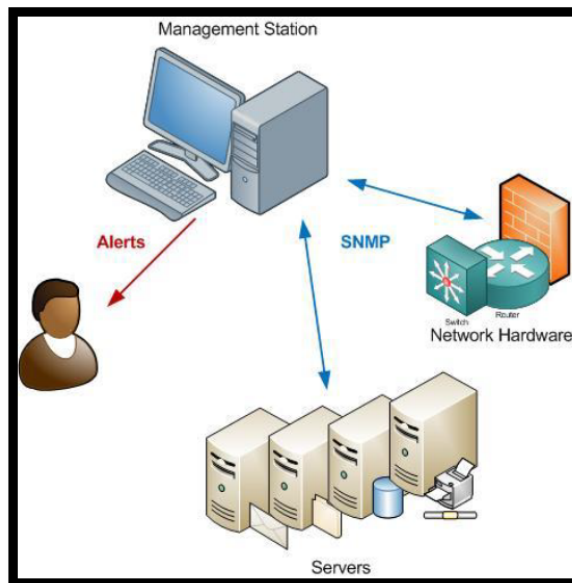 Management Station
Alerts
SNMP
Switch
Router
Network Hardware
Servers